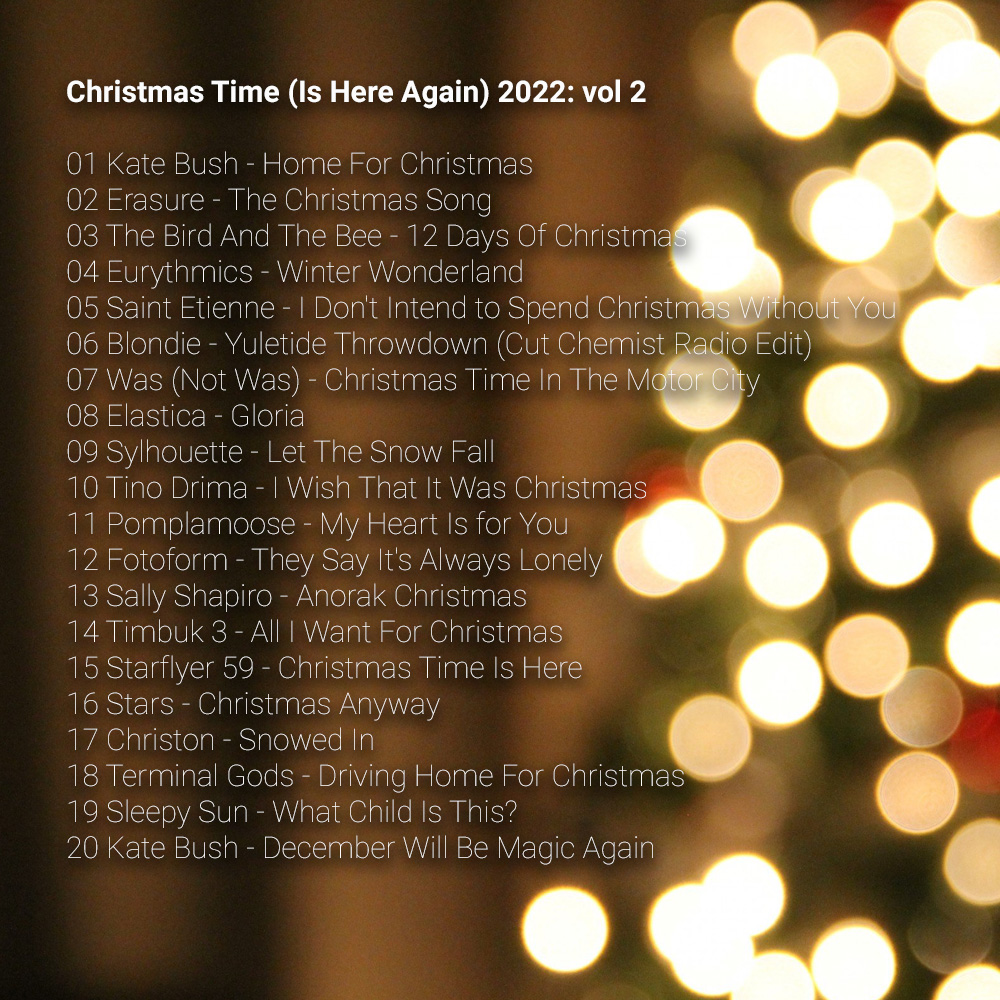 Christmas Time (Is Here Again) 2022: vol 2
01 Kate Bush - Home For Christmas
02 Erasure - The Christmas Song
03 The Bird And The Bee - 12 Days Of Christmas
04 Eurythmics - Winter Wonderland
05 Saint Etienne - I Don't Intend to Spend Christmas Without You
06 Blondie - Yuletide Throwdown (Cut Chemist Radio Edit)
07 Was (Not Was) - Christmas Time In The Motor City
08 Elastica - Gloria
09 Sylhouette - Let The Snow Fall
10 Tino Drima - I Wish That It Was Christmas
11 Pomplamoose - My Heart Is for You
12 Fotoform - They Say It's Always Lonely
13 Sally Shapiro - Anorak Christmas
14 Timbuk 3 - All I Want For Christmas
15 Starflyer 59 - Christmas Time Is Here
16 Stars - Christmas Anyway
17 Christon - Snowed In
18 Terminal Gods - Driving Home For Christmas
19 Sleepy Sun - What Child Is This?
20 Kate Bush - December Will Be Magic Again